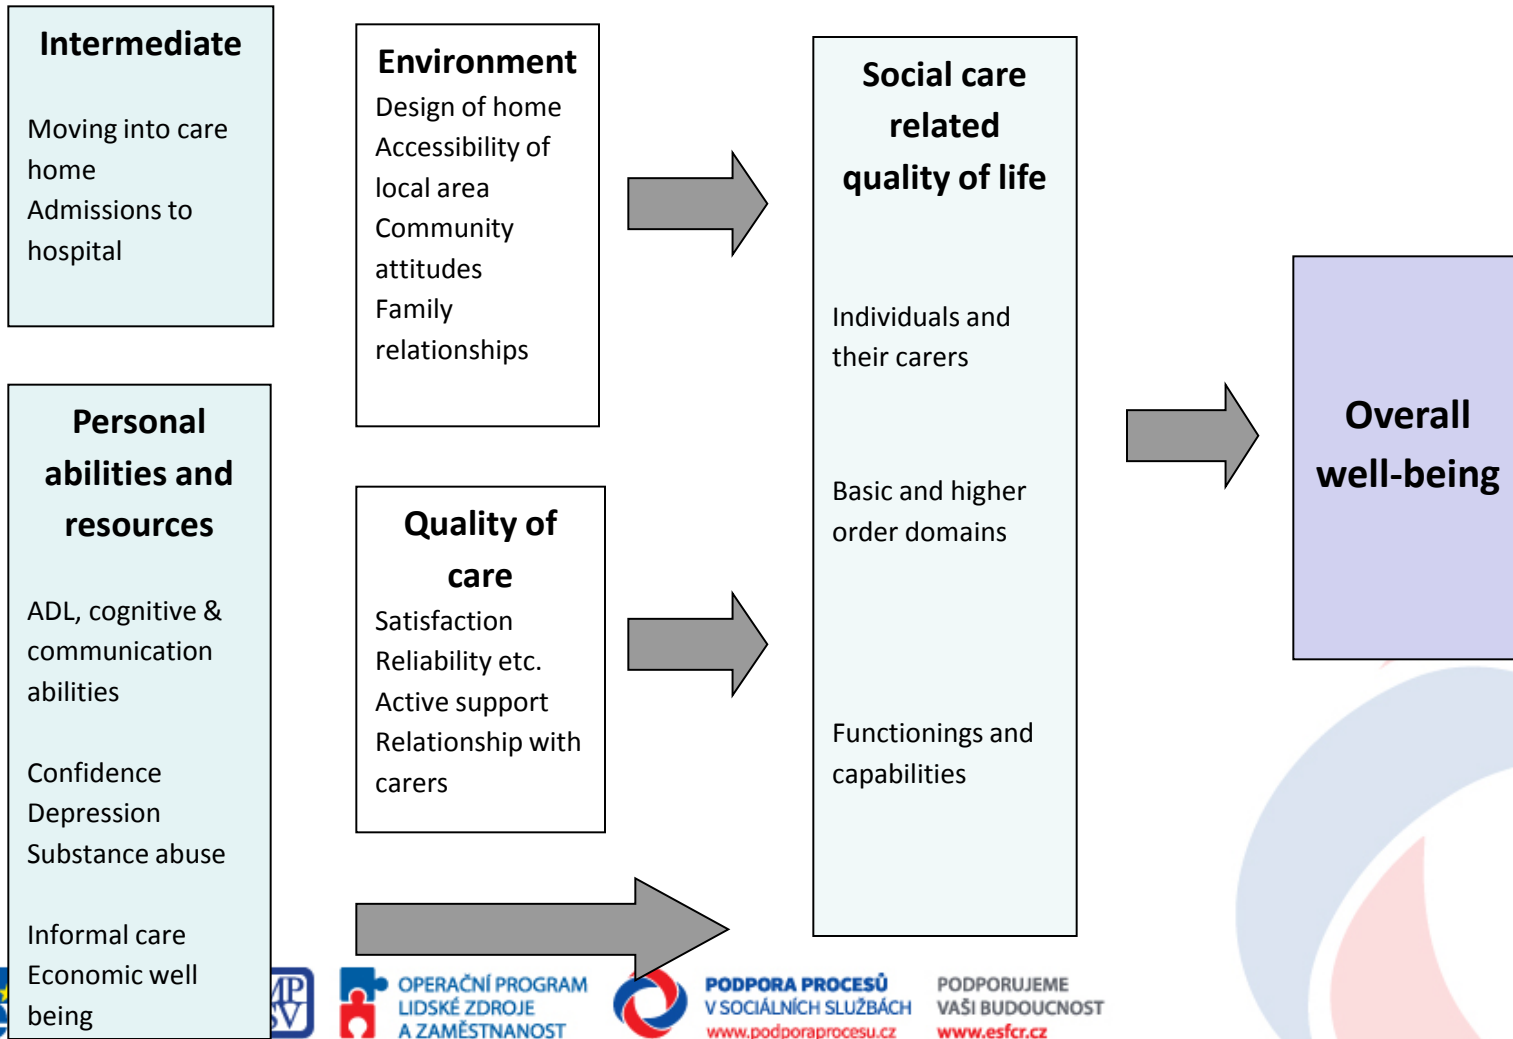 Intermediate
Moving into care
home
Admissions to
hospital
Personal
abilities and
resources
ADL, cognitive &
communication
abilities
Confidence
Depression
Substance abuse
Informal care
Economic well
being
Environment
Design of home
Accessibility of
local area
Community
attitudes
Family
relationships
Quality of
care
Satisfaction
Reliability etc.
Active support
Relationship with
carers
Social care
related
quality of life
Individuals and
their carers
Basic and higher
order domains
Functionings and
capabilities
Overall
well-being
OPERAČNÍ PROGRAM
LIDSKÉ ZDROJE
A ZAMĚSTNANOST
PODPORA PROCESŮ
V SOCIÁLNÍCH SLUŽBÁCH
www.podporaprocesu.cz
PODPORUJEME
VAŠI BUDOUCNOST
www.esfcr.cz